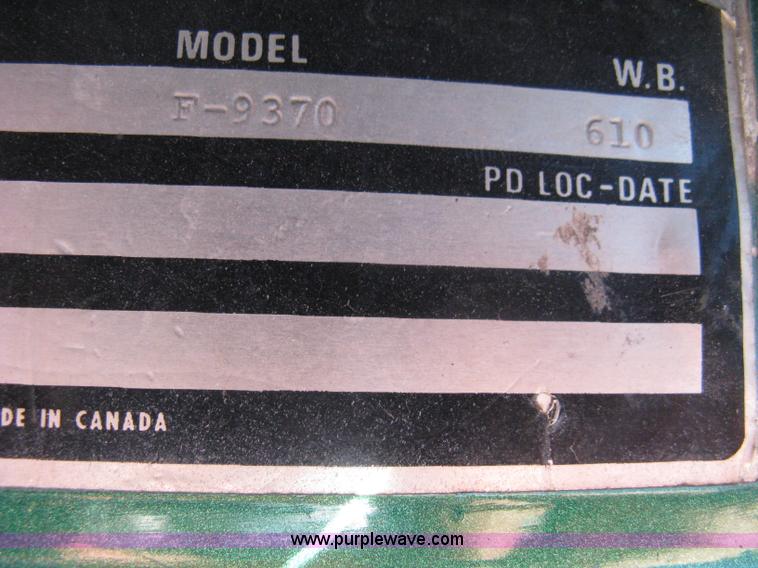 MODEL
W.B.
F-9370
610
PD LOC-DATE
DE IN CANADA
www.purplewave.com